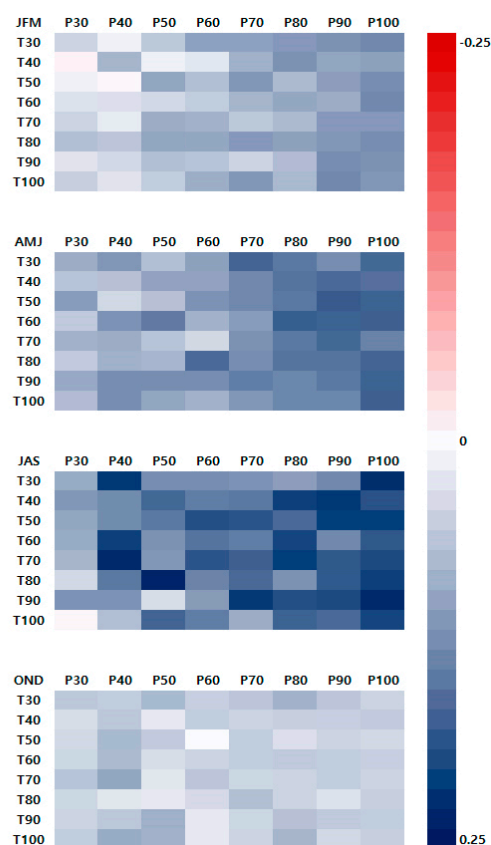 JFM P30 P40 P50 P60 P70 P80 P90 P100
T30
T40
T50
T60
T70
T80
T90
T100
AMJ P30 P40 P50 P60 P70 P80 P90 P100
T30
T40
T50
T60
T70
T80
T90
T100
JAS P30 P40 P50 P60 P70 P80 P90 P100
T30
T40
T50
T60
T70
T80
T90
T100
OND P30 P40 P50 P60 P70 P80 P90 P100
T30
T40
T50
T60
T70
T80
T90
T100
-0.25
0
0.25